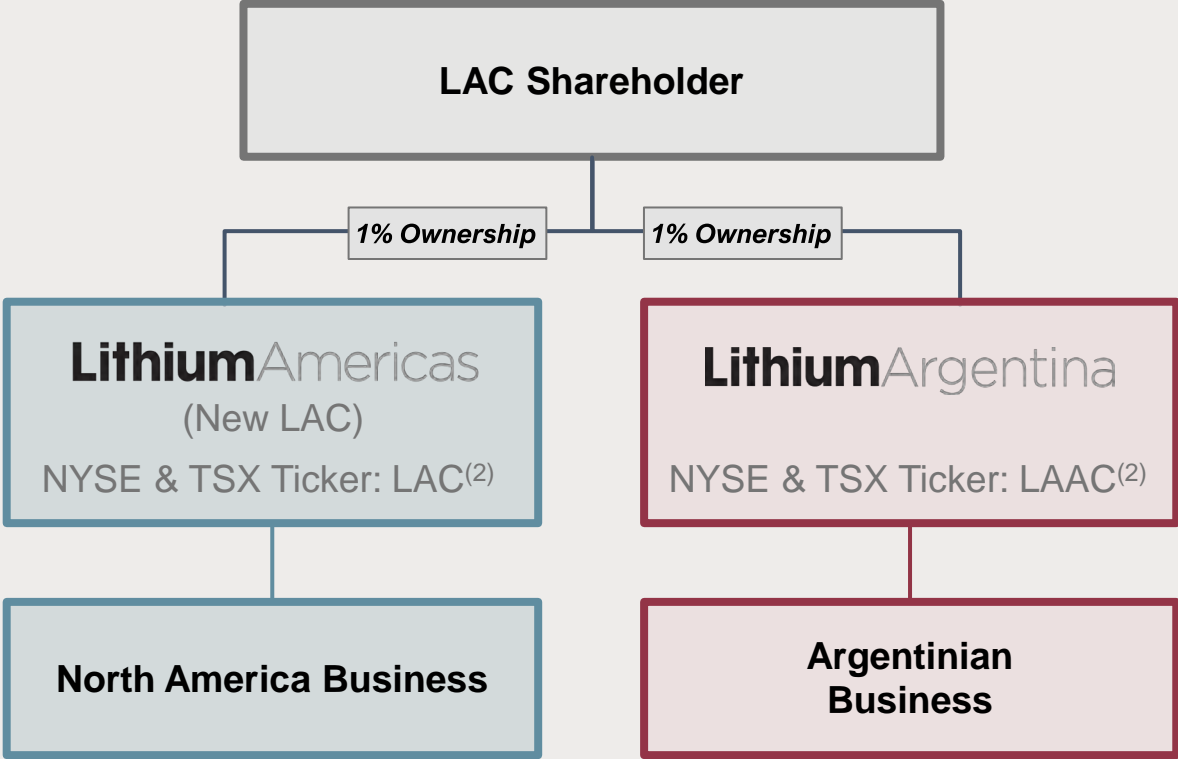 LAC Shareholder
1% Ownership
1% Ownership
LithiumAmericas
(New LAC)
NYSE & TSX Ticker: LAC(2)
LithiumArgentina
NYSE & TSX Ticker: LAAC(2)
North America Business
Argentinian
Business